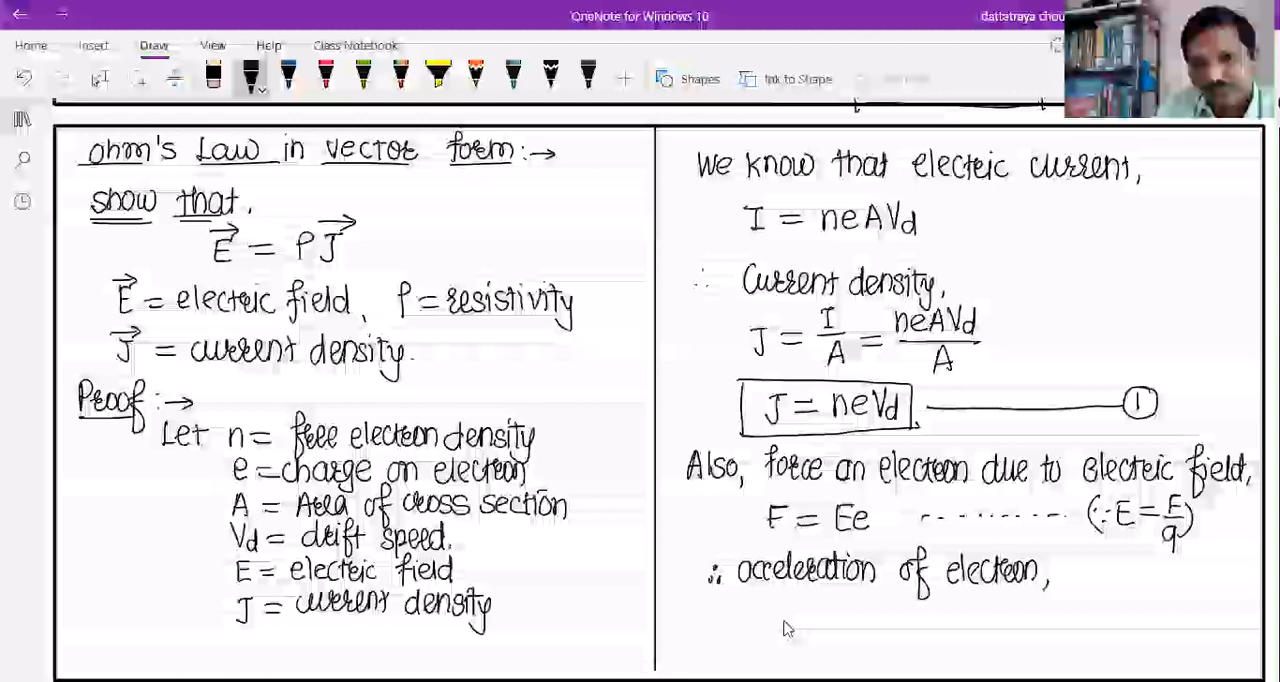 OneNote for Windows 10
dattatraya chou
Home Insert Draw View Help Class Notebook
Shapes Ink to Shape
ohm's Law in vector form:→
show that,
E⃗ = ρJ⃗
E⃗ = electric field, ρ = resistivity
J⃗ = current density.
Proof:→
Let n = free electron density
e = charge on electron
A = Area of cross section
Vd = drift speed.
E = electric field
J = current density
We know that electric current,
I = neAVd
∴ Current density,
J = I/A = neAVd/A
J = neVd. ——— ①
Also, force on electron due to electric field,
F = Ee ---------- (∵E = F/q)
∴ acceleration of electron,